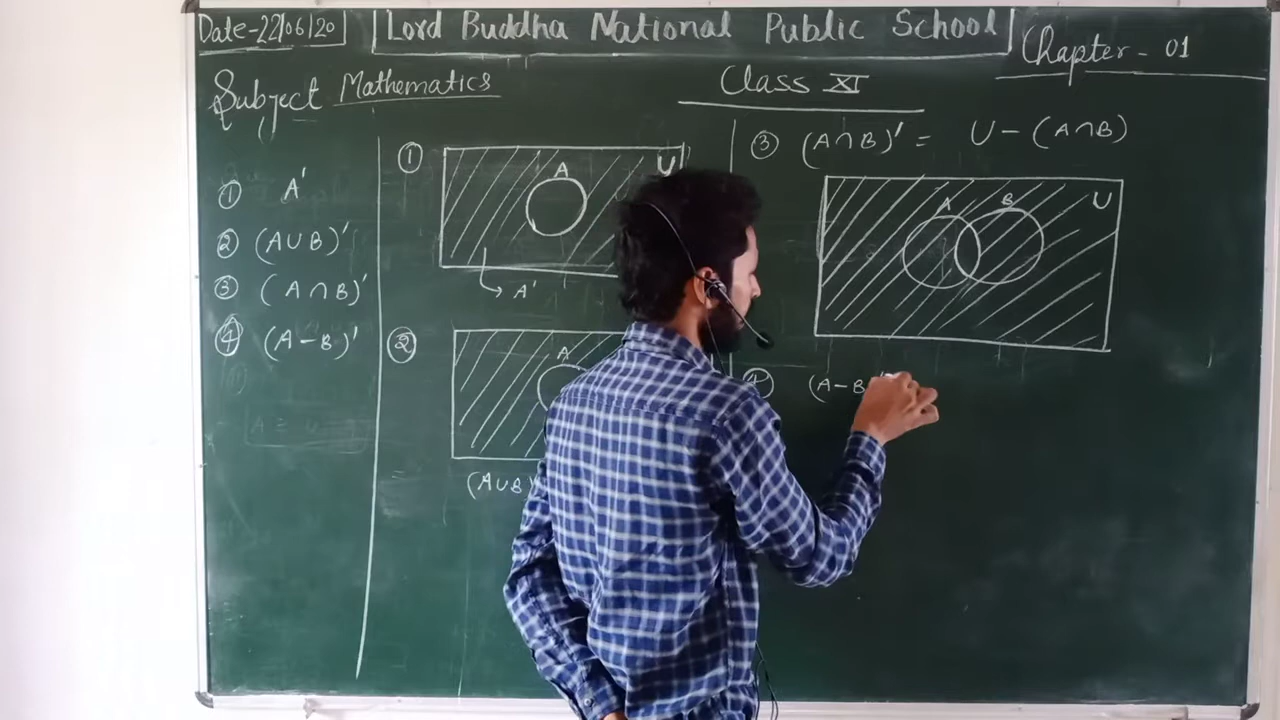 Date-22/06/20
Lord Buddha National Public School
Chapter - 01
Subject Mathematics
Class XI
① A'
② (A∪B)'
③ (A∩B)'
④ (A-B)'
①
A
U
A'
②
A
(A∪B)
③ (A∩B)' = U - (A∩B)
A B
U
④ (A-B